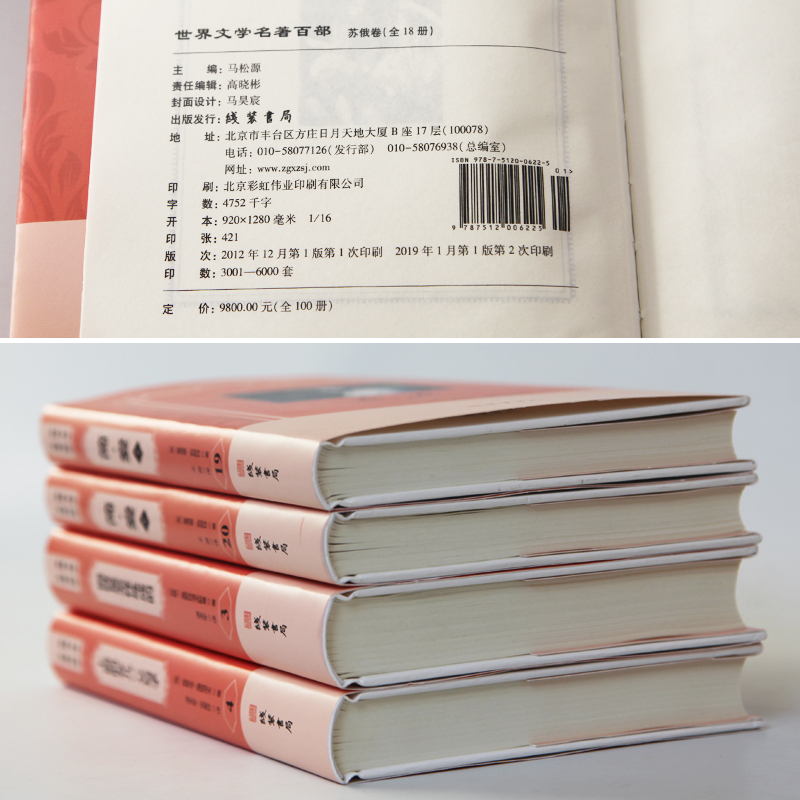 世界文学名著百部 苏俄卷(全18册)
主 编:马松源
责任编辑:高晓彬
封面设计:马昊宸
出版发行:线装书局
地 址:北京市丰台区方庄日月天地大厦B座17层(100078)
电话:010-58077126(发行部) 010-58076938(总编室)
网址:www.zgxzsj.com
印 刷:北京彩虹伟业印刷有限公司
字 数:4752千字
开 本:920×1280毫米 1/16
印 张:421
版 次:2012年12月第1版第1次印刷 2019年1月第1版第2次印刷
印 数:3001—6000套
定 价:9800.00元(全100册)
ISBN 978-7-5120-0622-5
01>
9 787512 006225
19
线装书局
20
线装书局
3
线装书局
4
线装书局